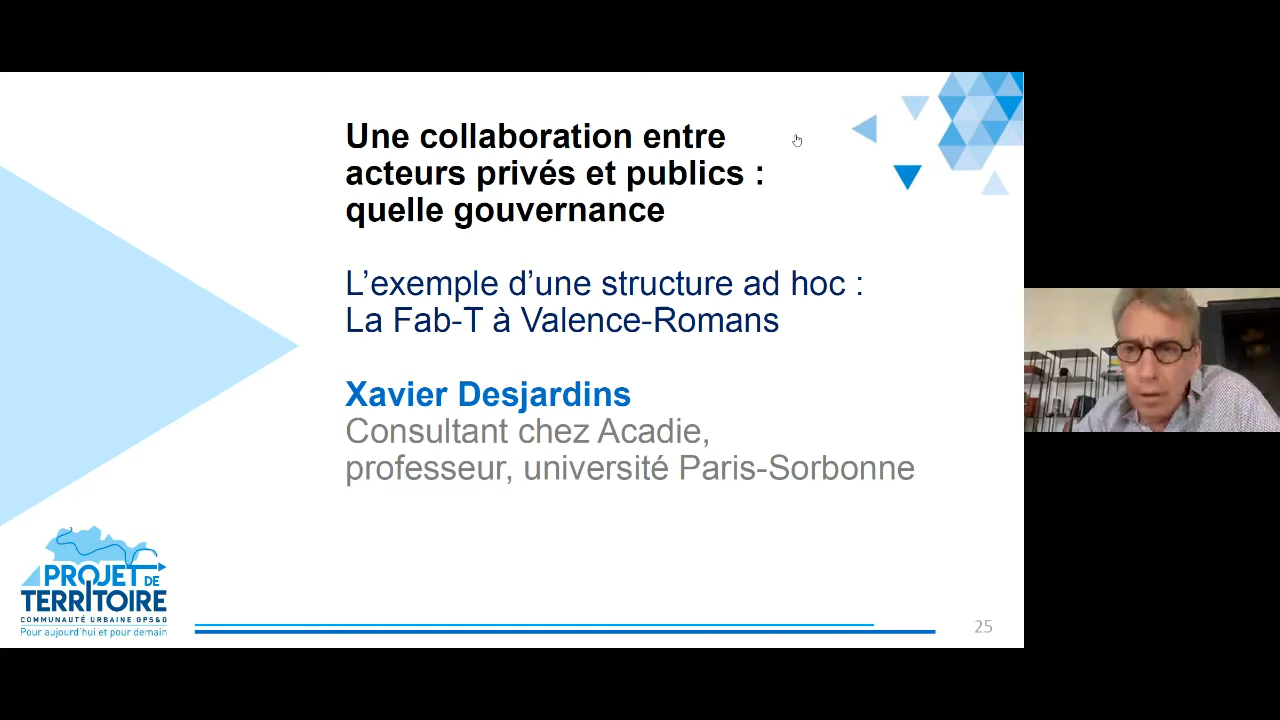 Une collaboration entre
acteurs privés et publics :
quelle gouvernance
L'exemple d'une structure ad hoc :
La Fab-T à Valence-Romans
Xavier Desjardins
Consultant chez Acadie,
professeur, université Paris-Sorbonne
PROJET DE
TERRITOIRE
COMMUNAUTÉ URBAINE GPS&O
Pour aujourd'hui et pour demain
25